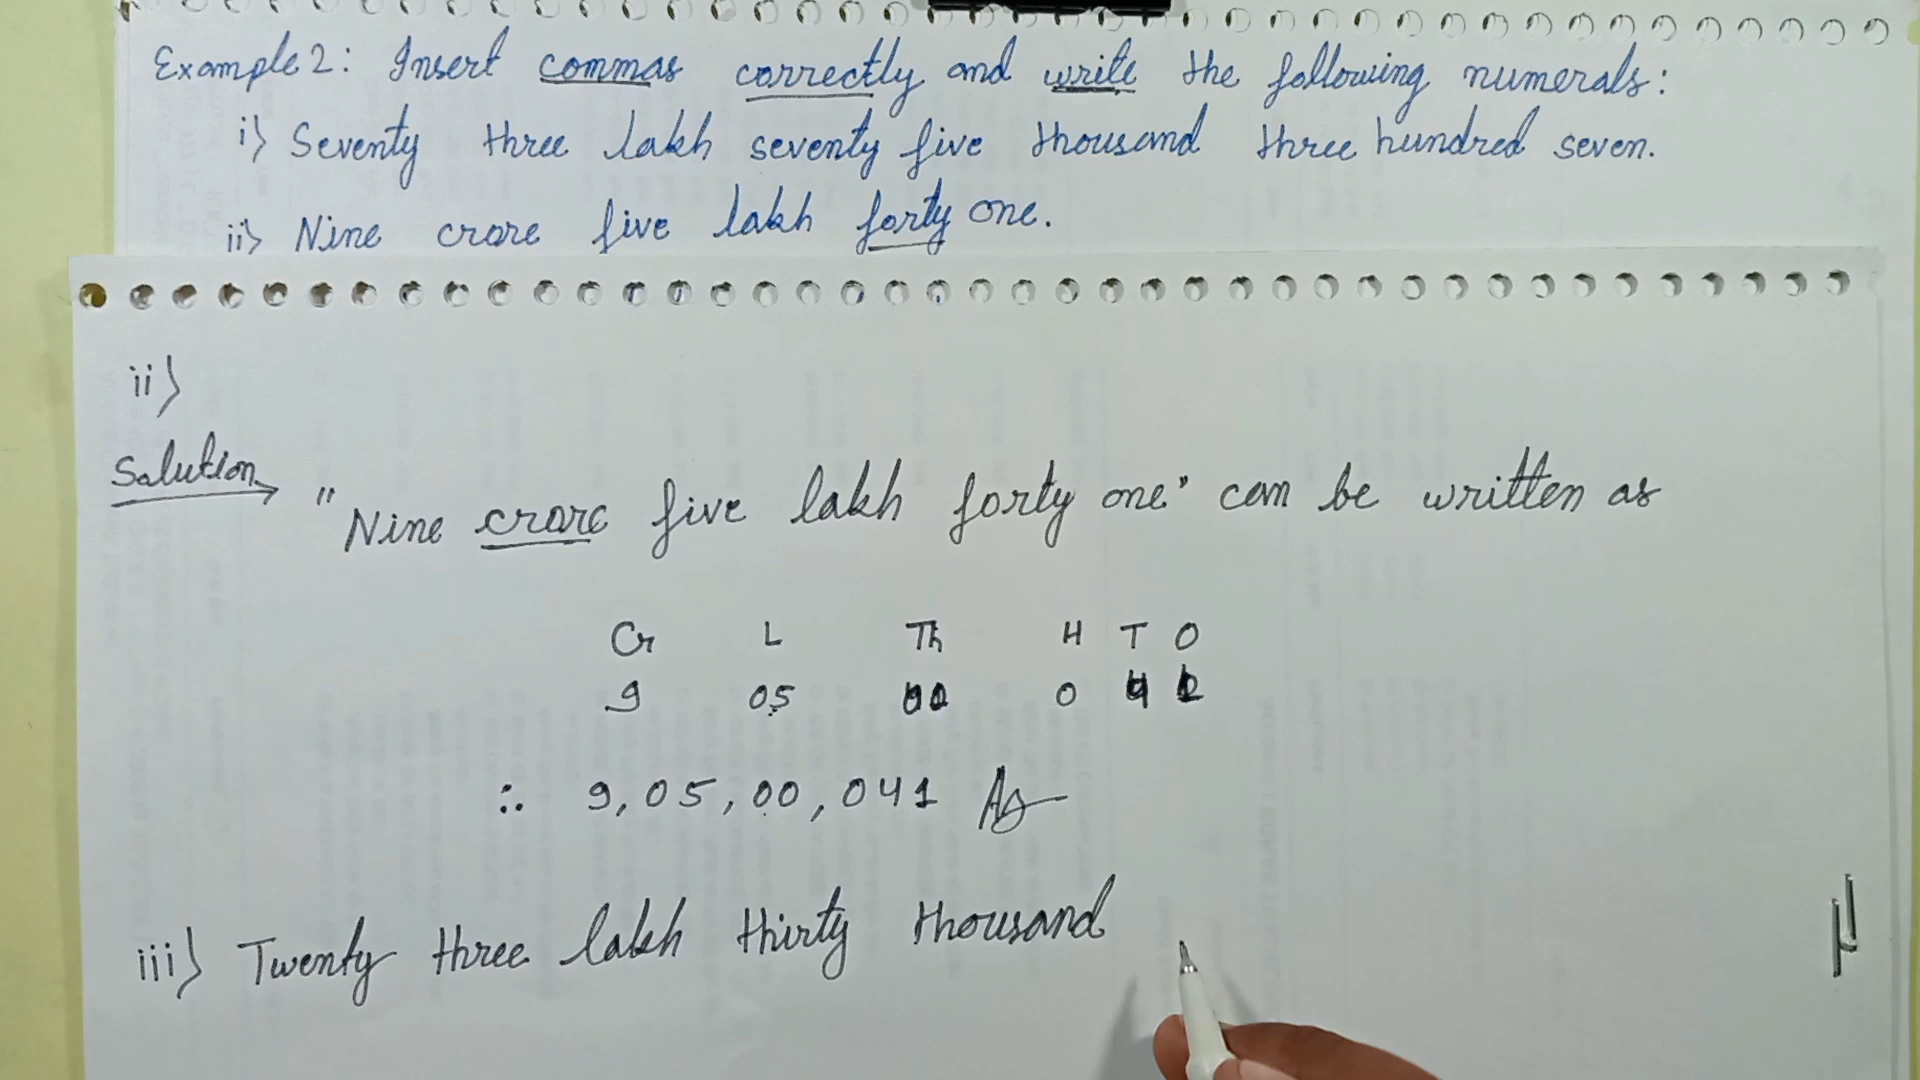 Example 2: Insert commas correctly and write the following numerals:
i) Seventy three lakh seventy five thousand three hundred seven.
ii) Nine crore five lakh forty one.
ii)
Solution
"Nine crore five lakh forty one" can be written as
Cr L Th H T O
9 05 00 0 4 1
∴ 9,05,00,041 As
iii) Twenty three lakh thirty thousand